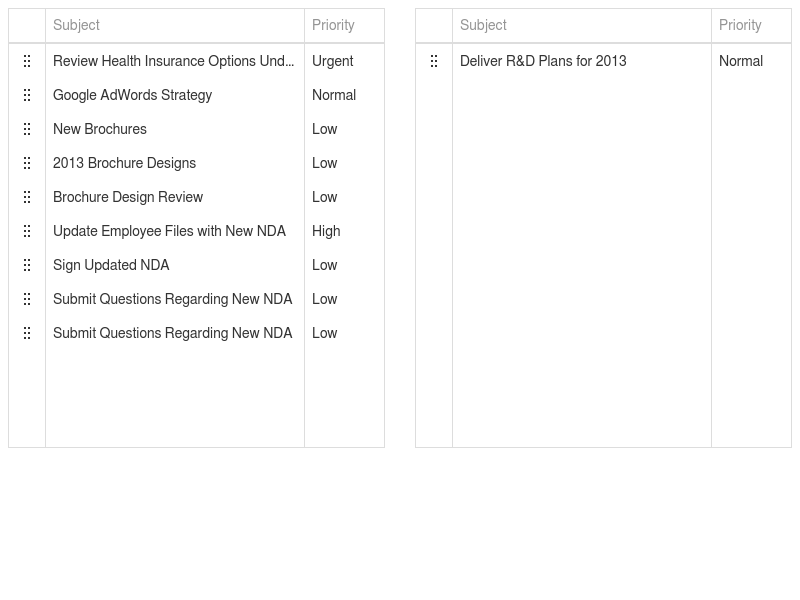 Subject Priority
Review Health Insurance Options Und... Urgent
Google AdWords Strategy Normal
New Brochures Low
2013 Brochure Designs Low
Brochure Design Review Low
Update Employee Files with New NDA High
Sign Updated NDA Low
Submit Questions Regarding New NDA Low
Submit Questions Regarding New NDA Low
Subject Priority
Deliver R&D Plans for 2013 Normal